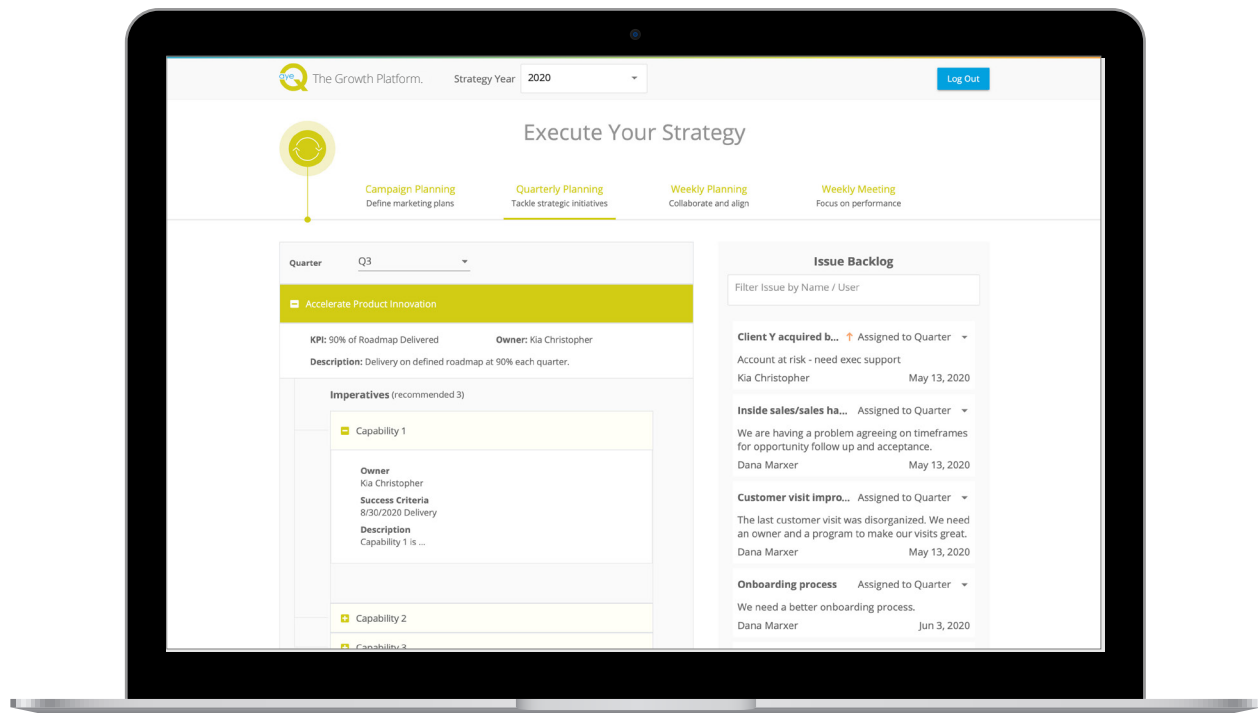 aye
The Growth Platform.
Strategy Year
2020
Log Out
Execute Your Strategy
Campaign Planning
Define marketing plans
Quarterly Planning
Tackle strategic initiatives
Weekly Planning
Collaborate and align
Weekly Meeting
Focus on performance
Quarter
Q3
Accelerate Product Innovation
KPI: 90% of Roadmap Delivered
Owner: Kia Christopher
Description: Delivery on defined roadmap at 90% each quarter.
Imperatives (recommended 3)
Capability 1
Owner
Kia Christopher
Success Criteria
8/30/2020 Delivery
Description
Capability 1 is ...
Capability 2
Capability 3
Issue Backlog
Filter Issue by Name / User
Client Y acquired b... ↑ Assigned to Quarter
Account at risk - need exec support
Kia Christopher May 13, 2020
Inside sales/sales ha... Assigned to Quarter
We are having a problem agreeing on timeframes
for opportunity follow up and acceptance.
Dana Marxer May 13, 2020
Customer visit impro... Assigned to Quarter
The last customer visit was disorganized. We need
an owner and a program to make our visits great.
Dana Marxer May 13, 2020
Onboarding process Assigned to Quarter
We need a better onboarding process.
Dana Marxer Jun 3, 2020